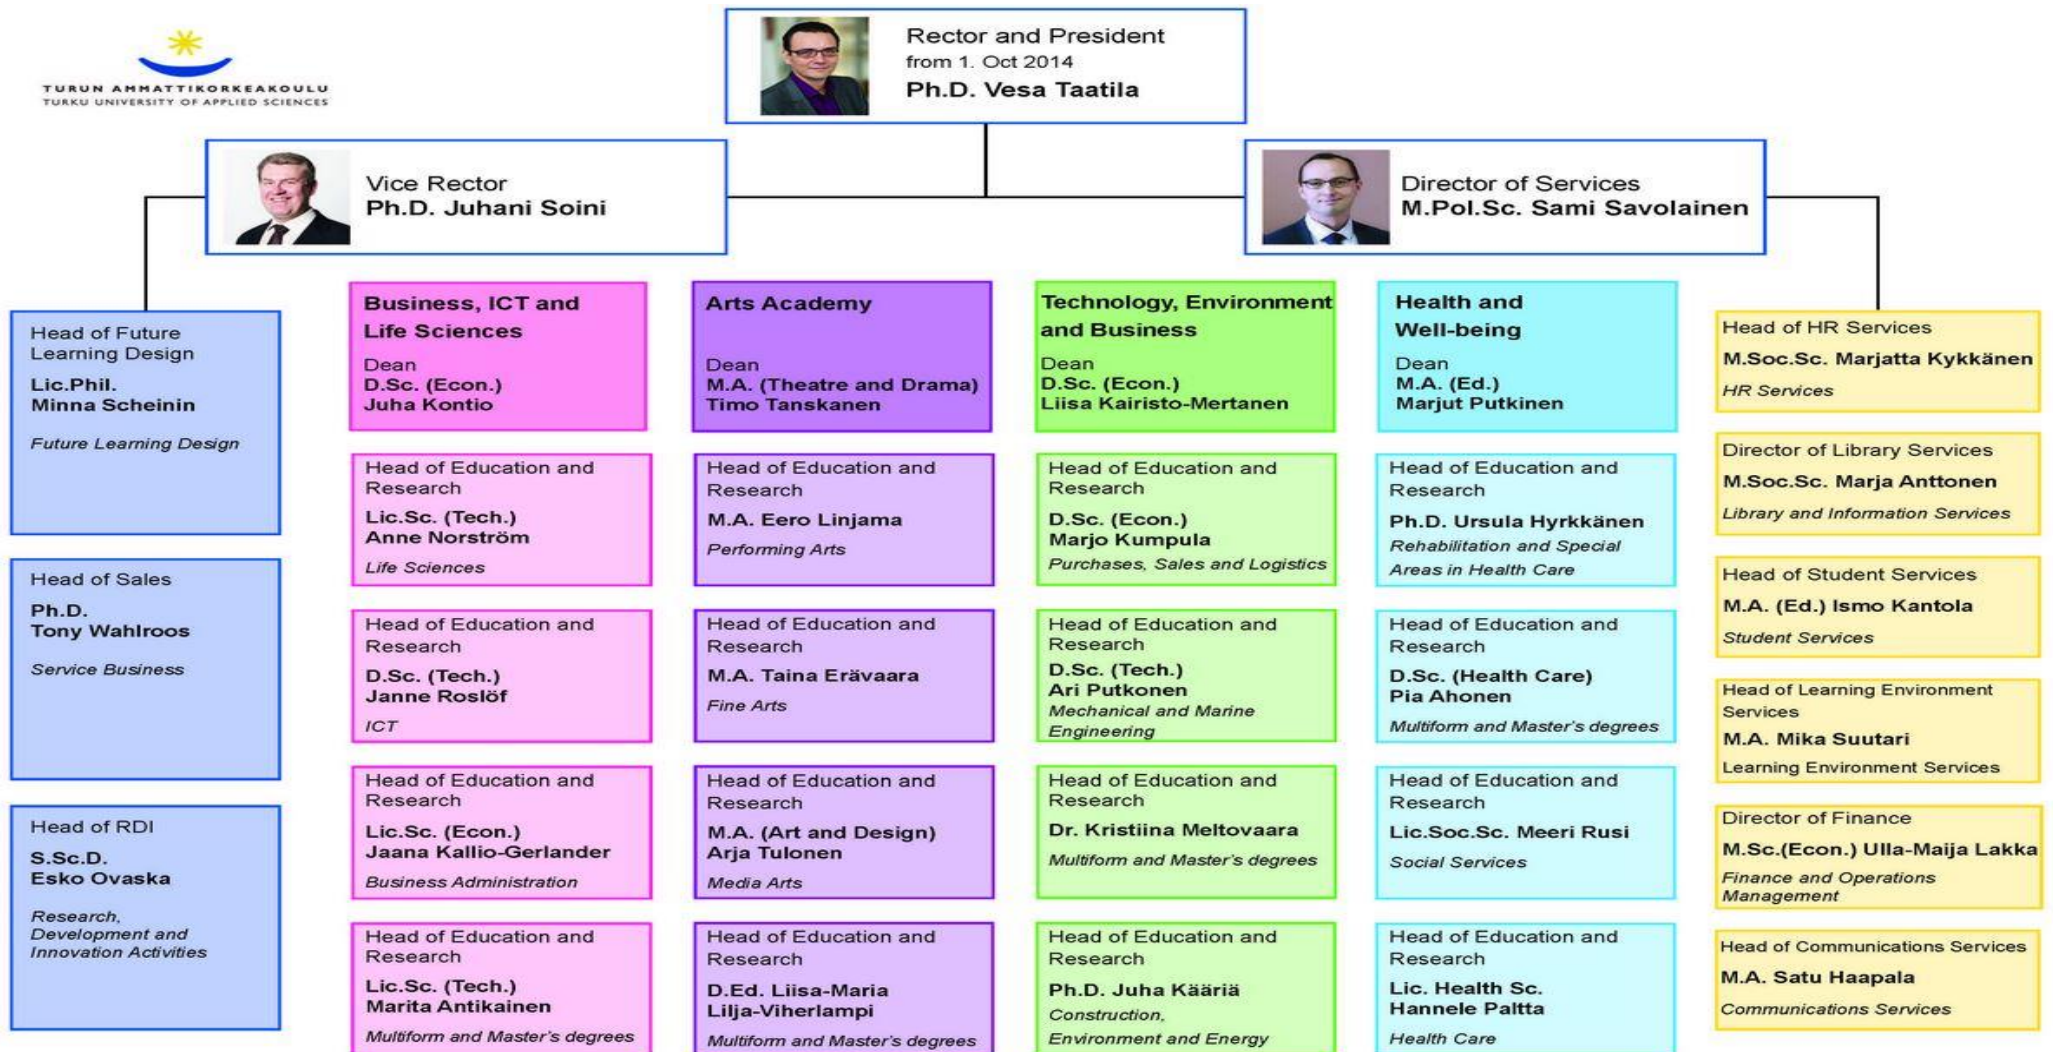 TURUN AMMATTIKORKEAKOULU
TURKU UNIVERSITY OF APPLIED SCIENCES
Rector and President
from 1. Oct 2014
Ph.D. Vesa Taatila
Vice Rector
Ph.D. Juhani Soini
Director of Services
M.Pol.Sc. Sami Savolainen
Head of Future
Learning Design
Lic.Phil.
Minna Scheinin
Future Learning Design
Head of Sales
Ph.D.
Tony Wahlroos
Service Business
Head of RDI
S.Sc.D.
Esko Ovaska
Research,
Development and
Innovation Activities
Business, ICT and
Life Sciences
Dean
D.Sc. (Econ.)
Juha Kontio
Head of Education and
Research
Lic.Sc. (Tech.)
Anne Norström
Life Sciences
Head of Education and
Research
D.Sc. (Tech.)
Janne Roslöf
ICT
Head of Education and
Research
Lic.Sc. (Econ.)
Jaana Kallio-Gerlander
Business Administration
Head of Education and
Research
Lic.Sc. (Tech.)
Marita Antikainen
Multiform and Master's degrees
Arts Academy
Dean
M.A. (Theatre and Drama)
Timo Tanskanen
Head of Education and
Research
M.A. Eero Linjama
Performing Arts
Head of Education and
Research
M.A. Taina Erävaara
Fine Arts
Head of Education and
Research
M.A. (Art and Design)
Arja Tulonen
Media Arts
Head of Education and
Research
D.Ed. Liisa-Maria
Lilja-Viherlampi
Multiform and Master's degrees
Technology, Environment
and Business
Dean
D.Sc. (Econ.)
Liisa Kairisto-Mertanen
Head of Education and
Research
D.Sc. (Econ.)
Marjo Kumpula
Purchases, Sales and Logistics
Head of Education and
Research
D.Sc. (Tech.)
Ari Putkonen
Mechanical and Marine
Engineering
Head of Education and
Research
Dr. Kristiina Meltovaara
Multiform and Master's degrees
Head of Education and
Research
Ph.D. Juha Kääriä
Construction,
Environment and Energy
Health and
Well-being
Dean
M.A. (Ed.)
Marjut Putkinen
Head of Education and
Research
Ph.D. Ursula Hyrkkänen
Rehabilitation and Special
Areas in Health Care
Head of Education and
Research
D.Sc. (Health Care)
Pia Ahonen
Multiform and Master's degrees
Head of Education and
Research
Lic.Soc.Sc. Meeri Rusi
Social Services
Head of Education and
Research
Lic. Health Sc.
Hannele Paltta
Health Care
Head of HR Services
M.Soc.Sc. Marjatta Kykkänen
HR Services
Director of Library Services
M.Soc.Sc. Marja Anttonen
Library and Information Services
Head of Student Services
M.A. (Ed.) Ismo Kantola
Student Services
Head of Learning Environment
Services
M.A. Mika Suutari
Learning Environment Services
Director of Finance
M.Sc.(Econ.) Ulla-Maija Lakka
Finance and Operations
Management
Head of Communications Services
M.A. Satu Haapala
Communications Services